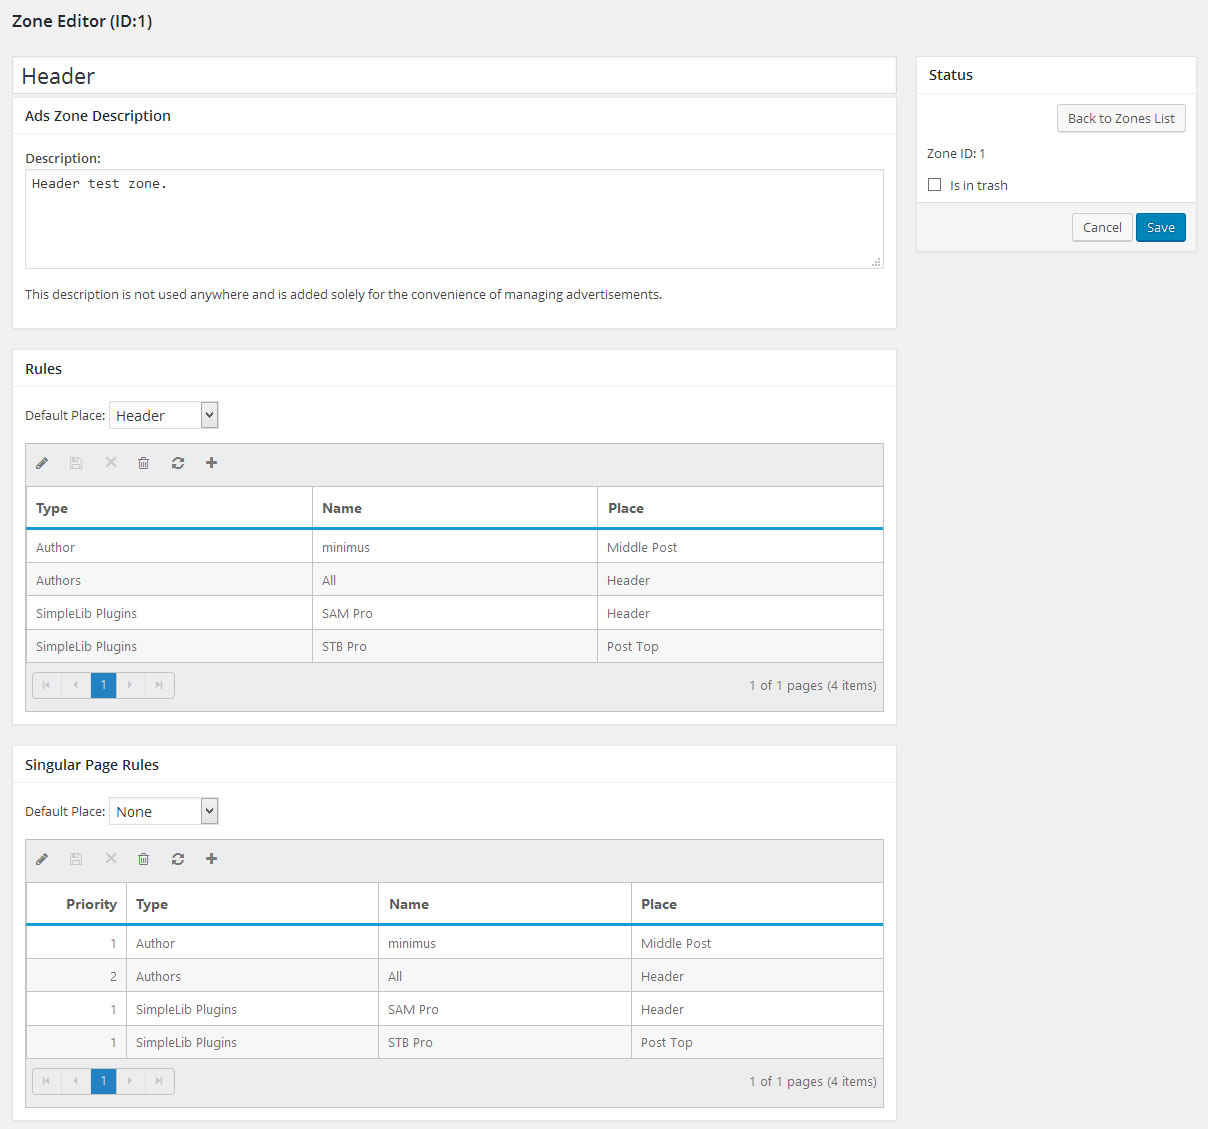 Zone Editor (ID:1)
Header
Ads Zone Description
Description:
Header test zone.
This description is not used anywhere and is added solely for the convenience of managing advertisements.
Status
Back to Zones List
Zone ID: 1
Is in trash
Cancel Save
Rules
Default Place: Header
Type Name Place
Author minimus Middle Post
Authors All Header
SimpleLib Plugins SAM Pro Header
SimpleLib Plugins STB Pro Post Top
1 1 of 1 pages (4 items)
Singular Page Rules
Default Place: None
Priority Type Name Place
1 Author minimus Middle Post
2 Authors All Header
1 SimpleLib Plugins SAM Pro Header
1 SimpleLib Plugins STB Pro Post Top
1 1 of 1 pages (4 items)